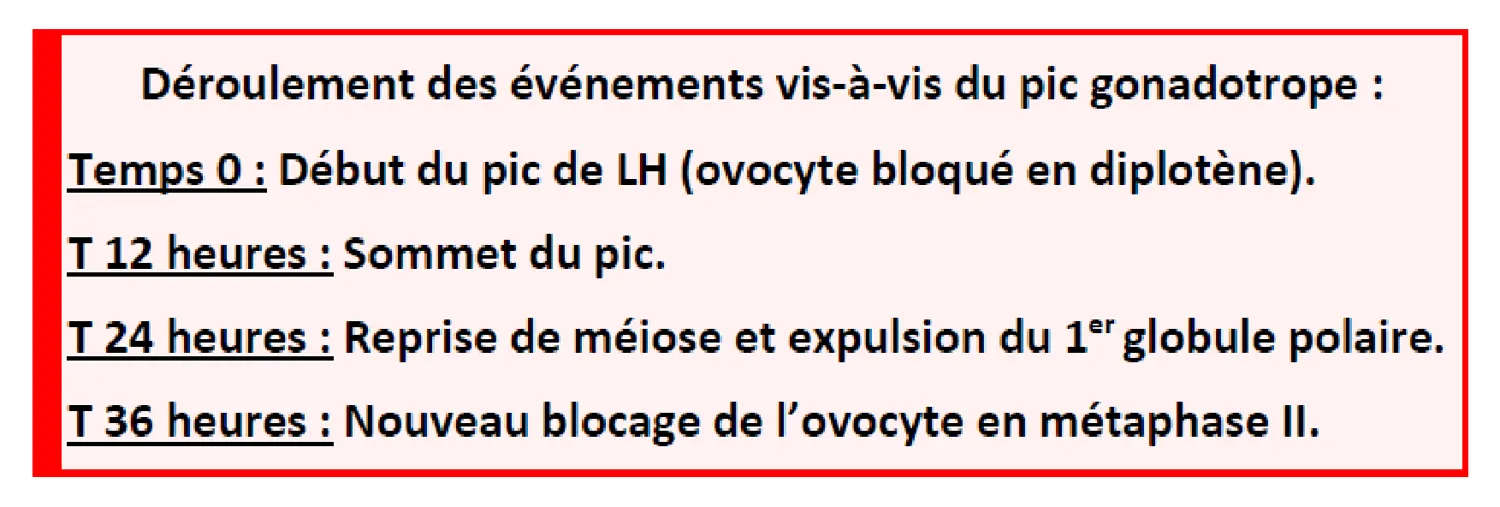 Déroulement des événements vis-à-vis du pic gonadotrope :
Temps 0 : Début du pic de LH (ovocyte bloqué en diplotène).
T 12 heures : Sommet du pic.
T 24 heures : Reprise de méiose et expulsion du 1er globule polaire.
T 36 heures : Nouveau blocage de l’ovocyte en métaphase II.